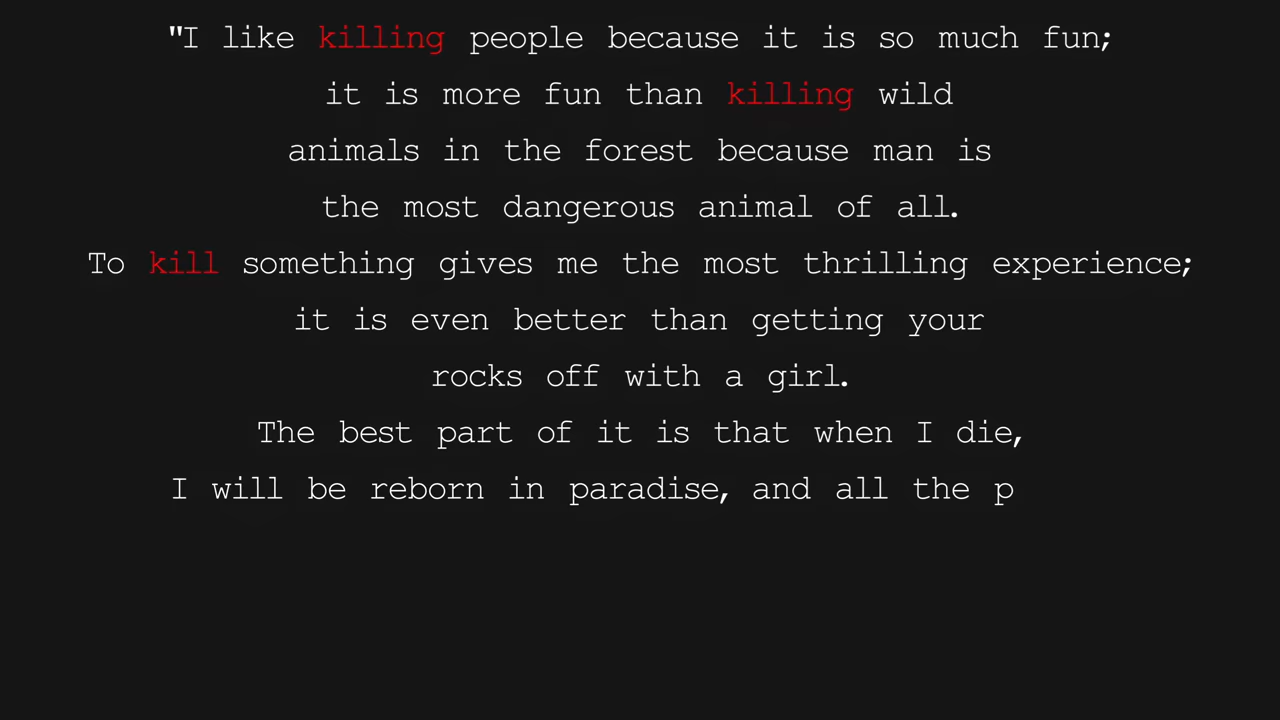 "I like killing people because it is so much fun;
it is more fun than killing wild
animals in the forest because man is
the most dangerous animal of all.
To kill something gives me the most thrilling experience;
it is even better than getting your
rocks off with a girl.
The best part of it is that when I die,
I will be reborn in paradise, and all the p